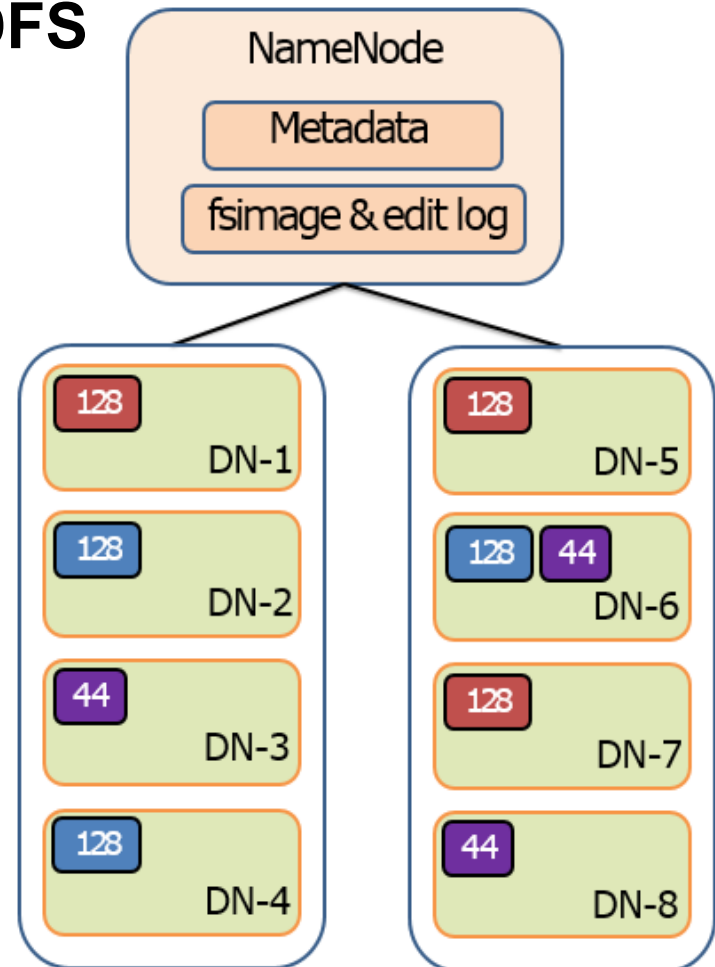 DFS
NameNode
Metadata
fsimage & edit log
128
DN-1
128
DN-2
44
DN-3
128
DN-4
128
DN-5
128 44
DN-6
128
DN-7
44
DN-8